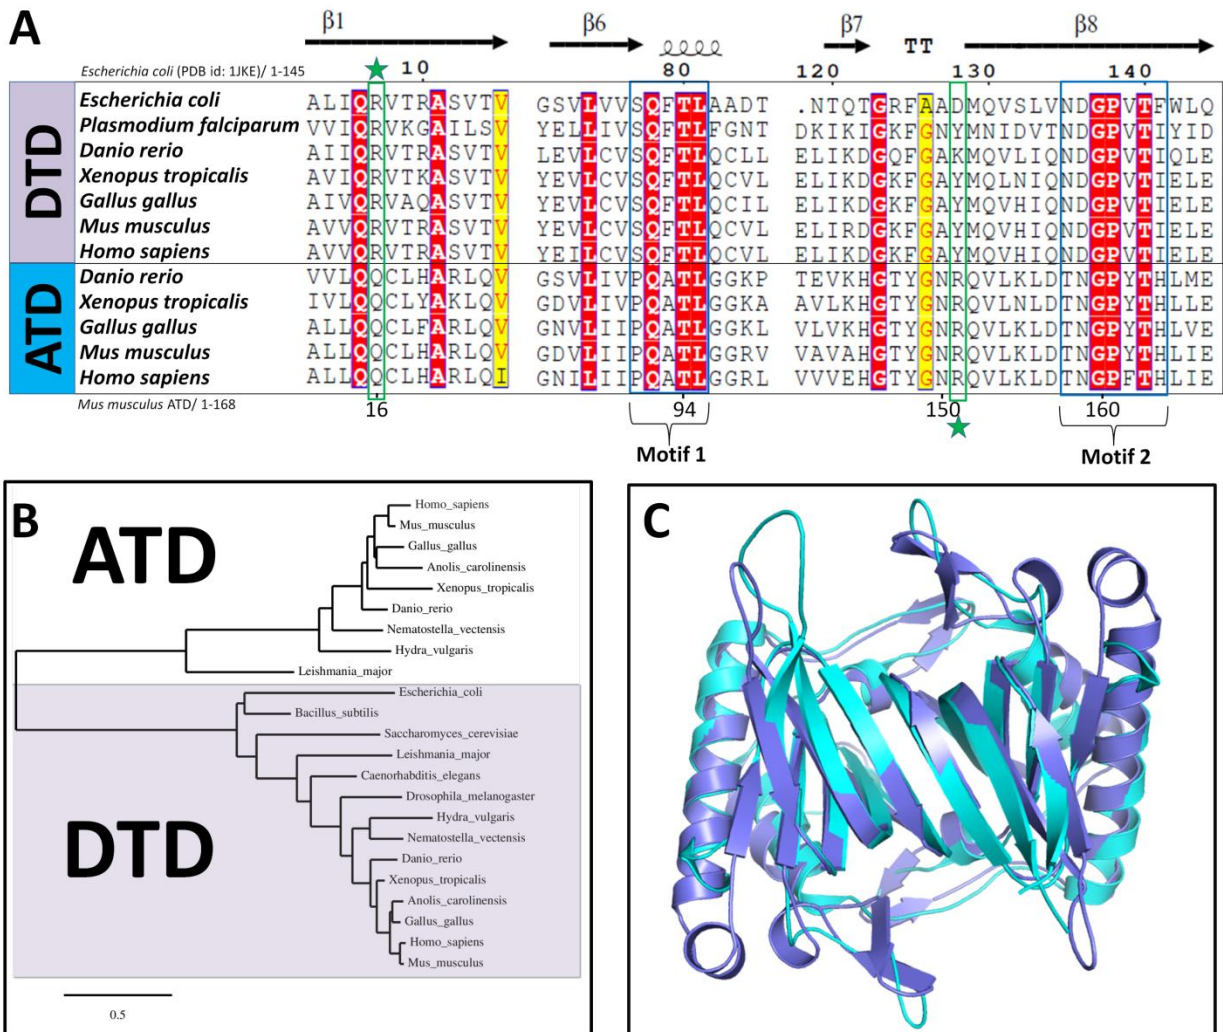 A
β1 β6 β7 TT β8
Escherichia coli (PDB id: 1JKE)/ 1-145 10 80 120 130 140
DTD
Escherichia coli ALIQRVTRASVTV GSVLVVSQFTLAADT .NTQTGRFAADMQVSLVNDGPVTFWLQ
Plasmodium falciparum VVIQRVKGAILSV YELLIVSQFTLFGNT DKIKIGKFGNYMNIDVTNDGPVTIYID
Danio rerio AIIQRVTRASVTV LEVLCVSQFTLQCLL ELIKDGQFGAKMQVLIQNDGPVTIQLE
Xenopus tropicalis AVIQRVTKASVTV YEVLCVSQFTLQCVL ELIKDGKFGAYMQLNIQNDGPVTIELE
Gallus gallus AIVQRVAQASVTV YEVLCVSQFTLQCIL ELIRDGKFGAYMQVHIQNDGPVTIELE
Mus musculus AVVQRVTRASVTV YEVLCVSQFTLQCVL ELIRDGKFGAYMQVHIQNDGPVTIELE
Homo sapiens AVVQRVTRASVTV YEVLCVSQFTLQCVL ELIKDGKFGAYMQVHIQNDGPVTIELE
ATD
Danio rerio VVLQQCLHARLQV GSVLIVPQATLGGKP TEVKHGTYGNRQVLKLDTNGPYTHLME
Xenopus tropicalis IVLQQCLYAKLQV GDVLIVPQATLGGKA AVLKHGTYGNRQVLNLDTNGPYTHLIE
Gallus gallus ALLQQCLFARLQV GNVLIIPQATLGGKL VLVKHGTYGNRQVLKLDTNGPYTHLVE
Mus musculus ALLQQCLHARLQV GDVLIIPQATLGGRV VAVAHGTYGNRQVLKLDTNGPYTHLIE
Homo sapiens ALLQQCLHARLQI GNILIIPQATLGGRL VVVEHGTYGNRQVLKLDTNGPFTHLIE
Mus musculus ATD/ 1-168 16 94 150 160
Motif 1 Motif 2
B
ATD
Homo_sapiens
Mus_musculus
Gallus_gallus
Anolis_carolinensis
Xenopus_tropicalis
Danio_rerio
Nematostella_vectensis
Hydra_vulgaris
Leishmania_major
DTD
Escherichia_coli
Bacillus_subtilis
Saccharomyces_cerevisiae
Leishmania_major
Caenorhabditis_elegans
Drosophila_melanogaster
Hydra_vulgaris
Nematostella_vectensis
Danio_rerio
Xenopus_tropicalis
Anolis_carolinensis
Gallus_gallus
Homo_sapiens
Mus_musculus
0.5
C